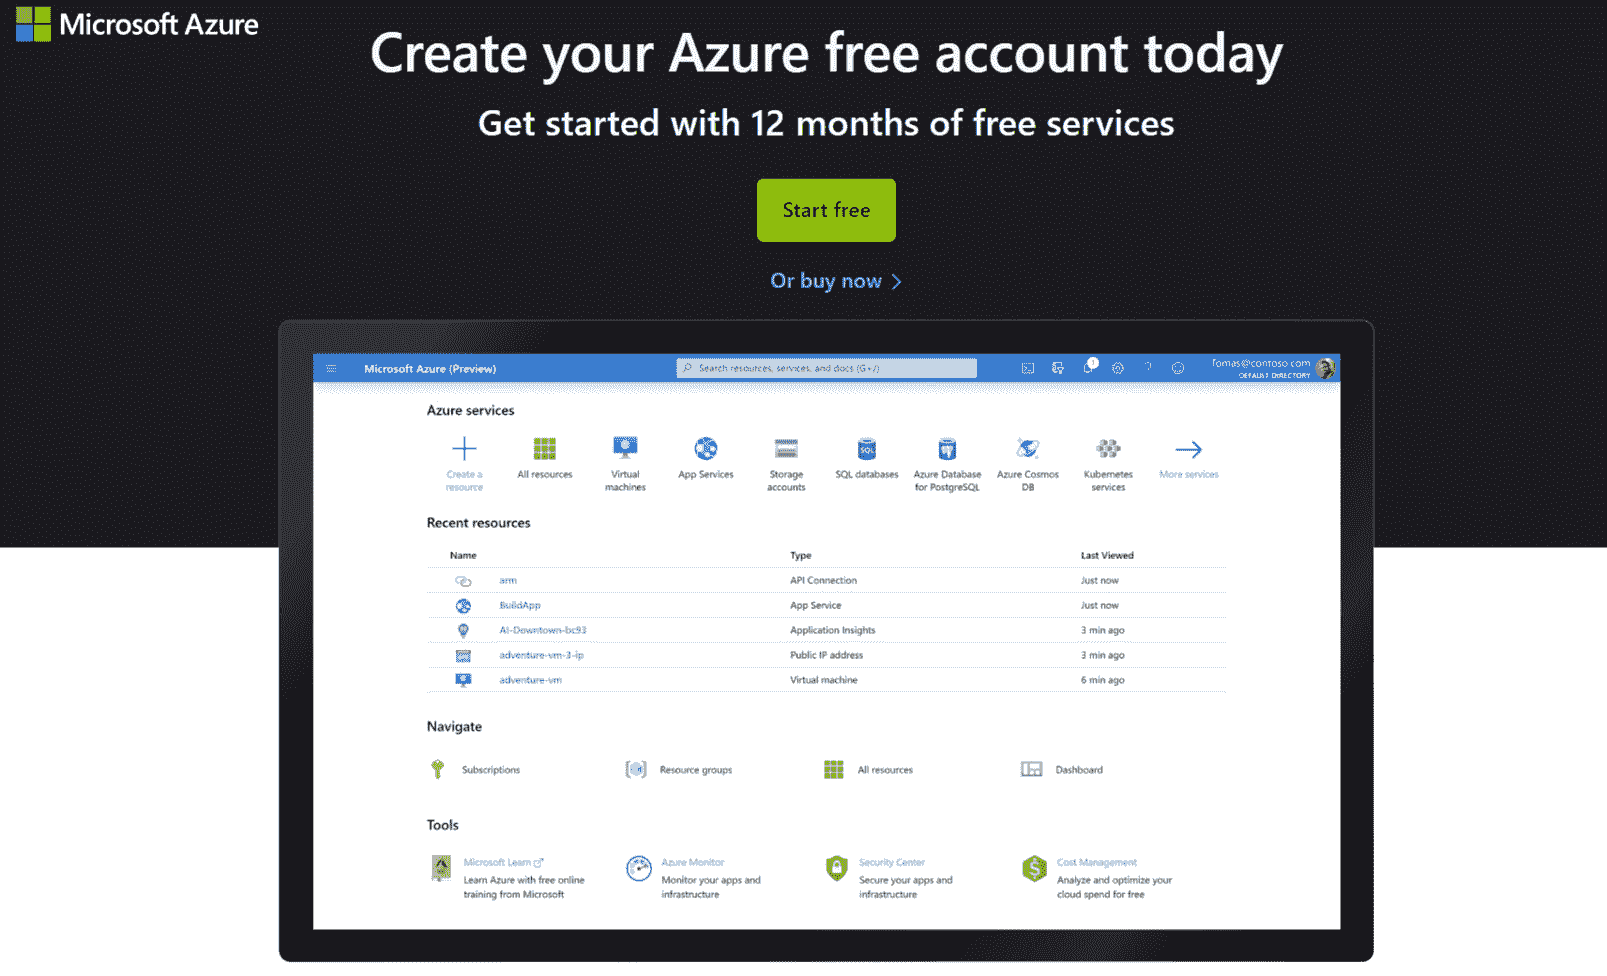 Microsoft Azure
Create your Azure free account today
Get started with 12 months of free services
Start free
Or buy now
Microsoft Azure (Preview)
Search resources, services, and docs (G+/)
1
?
Tomas@contoso.com
DEFAULT DIRECTORY
Azure services
Create a resource
All resources
Virtual machines
App Services
Storage accounts
SQL
SQL databases
Azure Database for PostgreSQL
Azure Cosmos DB
Kubernetes services
More services
Recent resources
Name Type Last Viewed
arm API Connection Just now
BuildApp App Service Just now
AI-Downtown-bc93 Application Insights 3 min ago
adventure-vm-3-ip Public IP address 3 min ago
adventure-vm Virtual machine 6 min ago
Navigate
Subscriptions Resource groups All resources Dashboard
Tools
Microsoft Learn
Learn Azure with free online
training from Microsoft
Azure Monitor
Monitor your apps and
infrastructure
Security Center
Secure your apps and
infrastructure
Cost Management
Analyze and optimize your
cloud spend for free